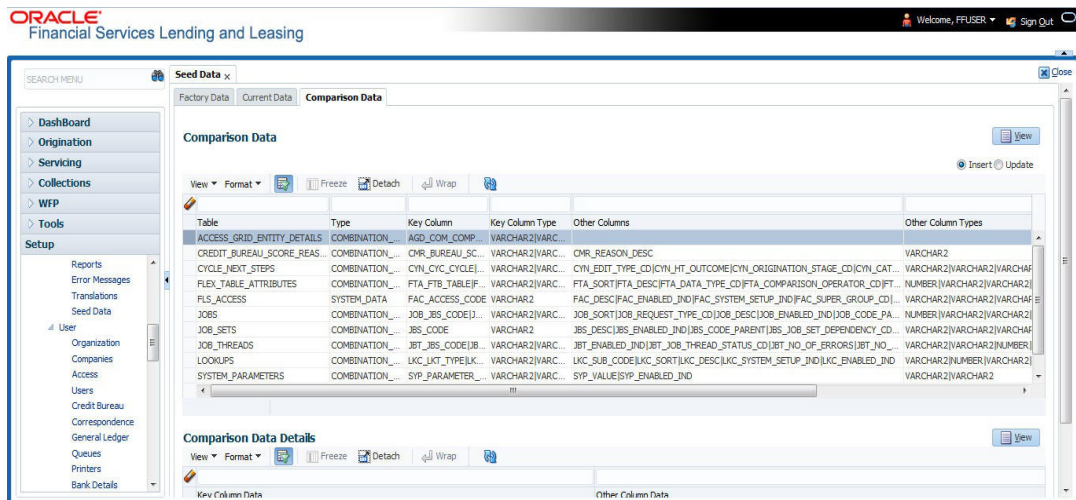 ORACLE
Financial Services Lending and Leasing
Welcome, FFUSER Sign Out
SEARCH MENU
Seed Data x
Close
Factory Data Current Data Comparison Data
DashBoard
Origination
Servicing
Collections
WFP
Tools
Setup
Reports
Error Messages
Translations
Seed Data
User
Organization
Companies
Access
Users
Credit Bureau
Correspondence
General Ledger
Queues
Printers
Bank Details
Comparison Data
View
Insert Update
View Format Freeze Detach Wrap
Table Type Key Column Key Column Type Other Columns Other Column Types
ACCESS_GRID_ENTITY_DETAILS COMBINATION_... AGD_COM_COMP... VARCHAR2|VARC...
CREDIT_BUREAU_SCORE_REAS... COMBINATION_... CMR_BUREAU_SC... VARCHAR2|VARC... CMR_REASON_DESC VARCHAR2
CYCLE_NEXT_STEPS COMBINATION_... CYN_CYC_CYCLE|... VARCHAR2|VARC... CYN_EDIT_TYPE_CD|CYN_HT_OUTCOME|CYN_ORIGINATION_STAGE_CD|CYN_CAT... VARCHAR2|VARCHAR2|VARCHAR
FLEX_TABLE_ATTRIBUTES COMBINATION_... FTA_FTB_TABLE|F... VARCHAR2|VARC... FTA_SORT|FTA_DESC|FTA_DATA_TYPE_CD|FTA_COMPARISON_OPERATOR_CD|FT... NUMBER|VARCHAR2|VARCHAR2|
FLS_ACCESS SYSTEM_DATA FAC_ACCESS_CODE VARCHAR2 FAC_DESC|FAC_ENABLED_IND|FAC_SYSTEM_SETUP_IND|FAC_SUPER_GROUP_CD|... VARCHAR2|VARCHAR2|VARCHAR
JOBS COMBINATION_... JOB_JBS_CODE|J... VARCHAR2|VARC... JOB_SORT|JOB_REQUEST_TYPE_CD|JOB_DESC|JOB_ENABLED_IND|JOB_CODE_PA... NUMBER|VARCHAR2|VARCHAR2|
JOB_SETS COMBINATION_... JBS_CODE VARCHAR2 JBS_DESC|JBS_ENABLED_IND|JBS_CODE_PARENT|JBS_JOB_SET_DEPENDENCY_CD... VARCHAR2|VARCHAR2|VARCHAR
JOB_THREADS COMBINATION_... JBT_JBS_CODE|JB... VARCHAR2|VARC... JBT_ENABLED_IND|JBT_JOB_THREAD_STATUS_CD|JBT_NO_OF_ERRORS|JBT_NO_... VARCHAR2|VARCHAR2|NUMBER|
LOOKUPS COMBINATION_... LKC_LKT_TYPE|LK... VARCHAR2|VARC... LKC_SUB_CODE|LKC_SORT|LKC_DESC|LKC_SYSTEM_SETUP_IND|LKC_ENABLED_IND VARCHAR2|NUMBER|VARCHAR2|
SYSTEM_PARAMETERS COMBINATION_... SYP_PARAMETER_... VARCHAR2|VARC... SYP_VALUE|SYP_ENABLED_IND VARCHAR2|VARCHAR2
Comparison Data Details
View
View Format Freeze Detach Wrap
Key Column Data Other Column Data